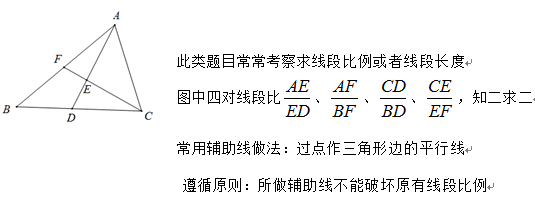 A
F
E
B
D
C
此类题目常常考察求线段比例或者线段长度
图中四对线段比AE/ED、AF/BF、CD/BD、CE/EF，知二求二
常用辅助线做法：过点作三角形边的平行线
遵循原则：所做辅助线不能破坏原有线段比例